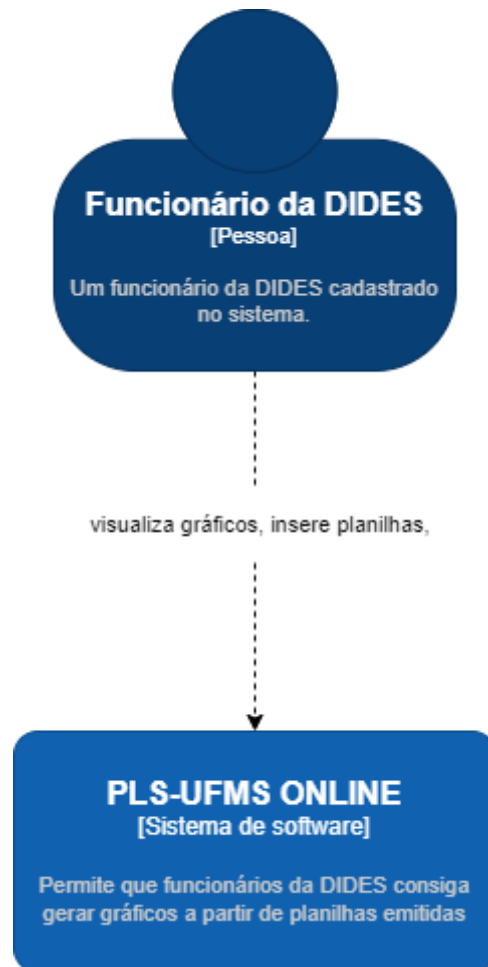 Funcionário da DIDES
[Pessoa]
Um funcionário da DIDES cadastrado
no sistema.
visualiza gráficos, insere planilhas,
PLS-UFMS ONLINE
[Sistema de software]
Permite que funcionários da DIDES consiga
gerar gráficos a partir de planilhas emitidas